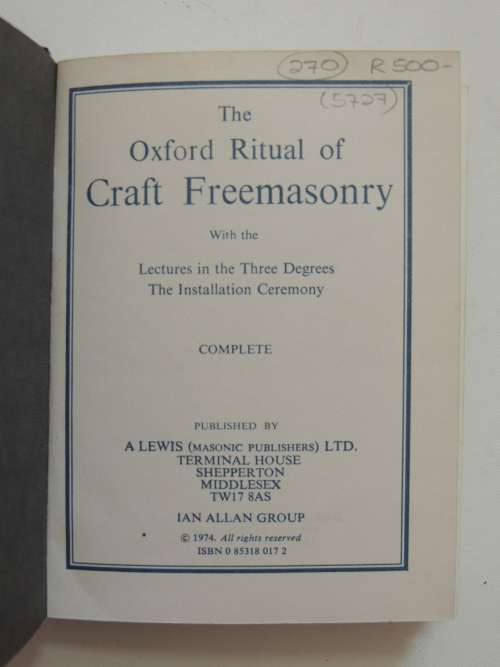 (270) R500-
(5727)
The
Oxford Ritual of
Craft Freemasonry
With the
Lectures in the Three Degrees
The Installation Ceremony
COMPLETE
PUBLISHED BY
A LEWIS (MASONIC PUBLISHERS) LTD.
TERMINAL HOUSE
SHEPPERTON
MIDDLESEX
TW17 8AS
IAN ALLAN GROUP
© 1974. All rights reserved
ISBN 0 85318 017 2